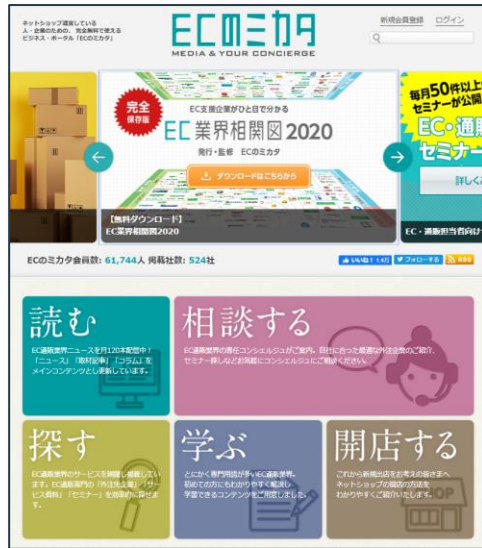 ネットショップ運営している
人・企業のための、完全無料で使える
ビジネス・ポータル「ECのミカタ」
ECのミカタ
MEDIA & YOUR CONCIERGE
新規会員登録 ログイン
完全
保存版
EC支援企業がひと目で分かる
EC業界相関図2020
発行・監修 ECのミカタ
ダウンロードはこちらから
【無料ダウンロード】
EC業界相関図2020
毎月50件以上
セミナーが公開
EC・通販
セミナー
詳しく
EC・通販担当者向け
ECのミカタ会員数: 61,744人 掲載社数: 524社
いいね! 1.4万 フォローする RSS
読む
EC通販業界ニュースを月120本配信中!
「ニュース」「取材記事」「コラム」を
メインコンテンツとし更新しています。
相談する
EC通販業界の専任コンシェルジュがご案内。自社に合った最適な外注企業のご紹介、
セミナー探しなどお気軽にコンシェルジュにご相談ください。
探す
EC通販業界のサービスを網羅し掲載してい
ます。EC通販専門の「外注先企業」「サー
ビス資料」「セミナー」を効率的に探せま
す。
学ぶ
とにかく専門用語が多いEC通販業界。
初めての方にもわかりやすく解説し
学習できるコンテンツをご用意しました。
開店する
これから新規出店をお考えの皆さまへ
ネットショップの開店の方法を
わかりやすくご紹介いたします。